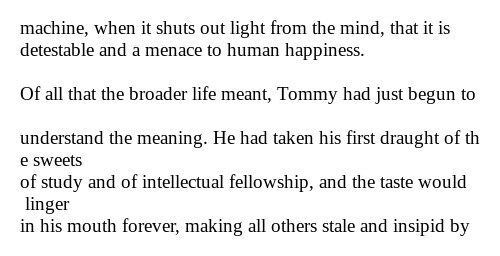 machine, when it shuts out light from the mind, that it is
detestable and a menace to human happiness.
Of all that the broader life meant, Tommy had just begun to
understand the meaning. He had taken his first draught of th
e sweets
of study and of intellectual fellowship, and the taste would
linger
in his mouth forever, making all others stale and insipid by